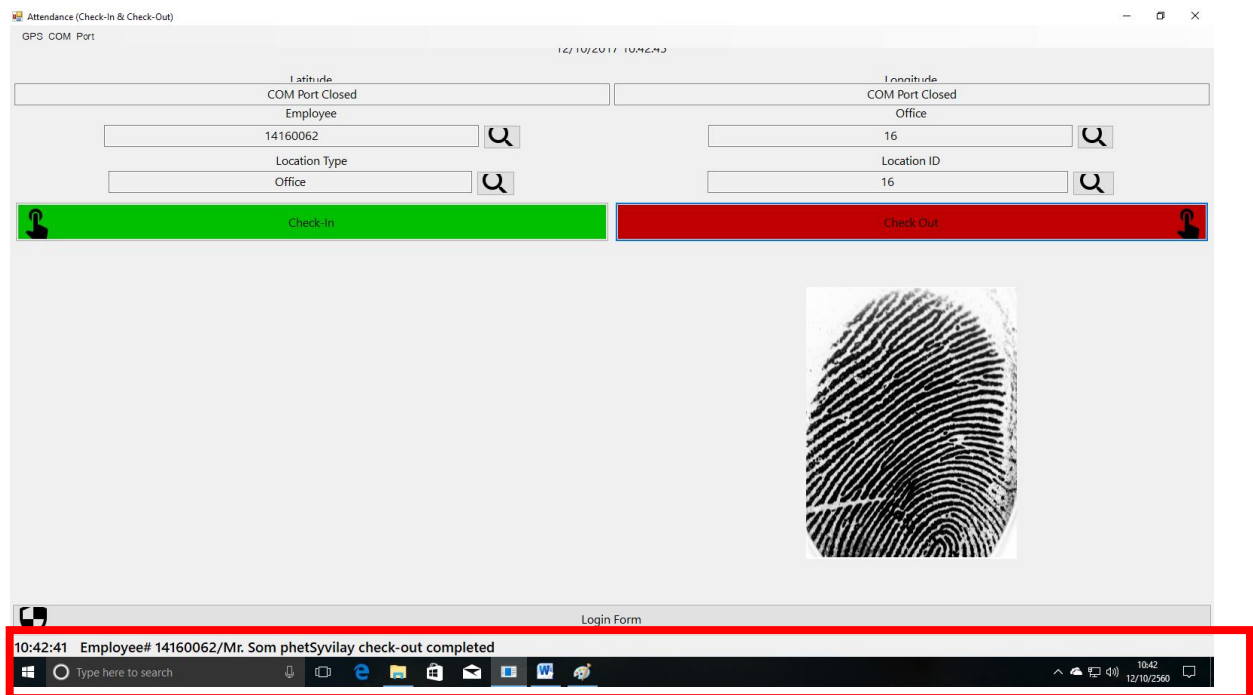 Attendance (Check-In & Check-Out)
GPS COM Port
12/10/2017 10:42:43
Latitude Longitude
COM Port Closed COM Port Closed
Employee Office
14160062 16
Location Type Location ID
Office 16
Check-In Check Out
Login Form
10:42:41 Employee# 14160062/Mr. Som phetSyvilay check-out completed
Type here to search
10:42
12/10/2560